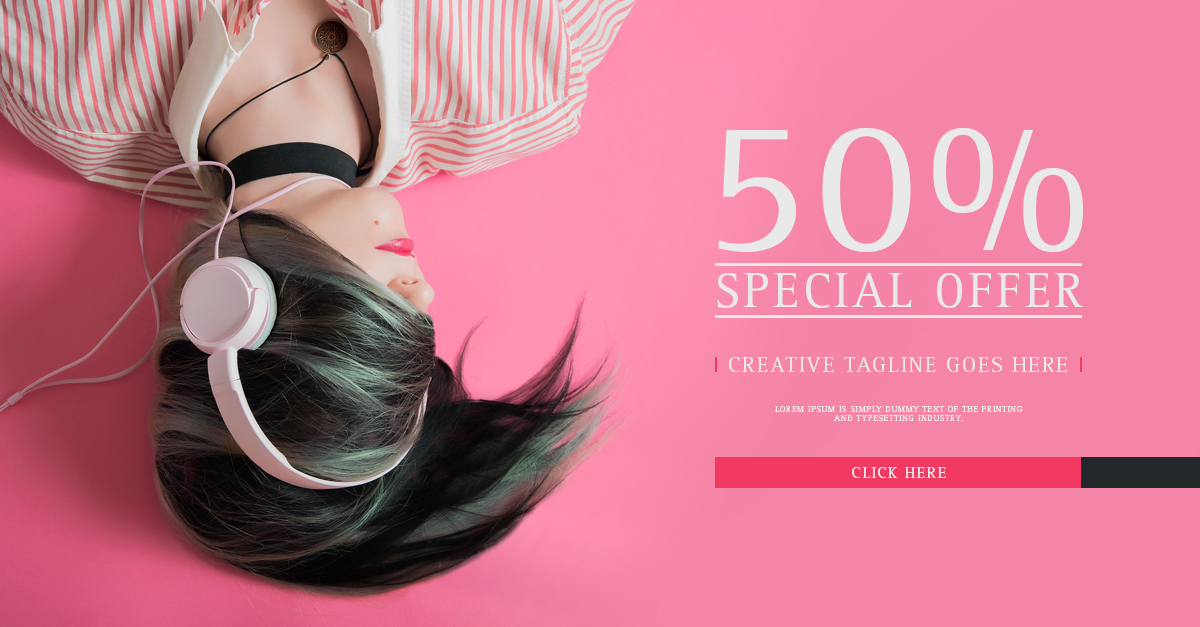 50%
SPECIAL OFFER
CREATIVE TAGLINE GOES HERE
LOREM IPSUM IS SIMPLY DUMMY TEXT OF THE PRINTING
AND TYPESETTING INDUSTRY.
CLICK HERE